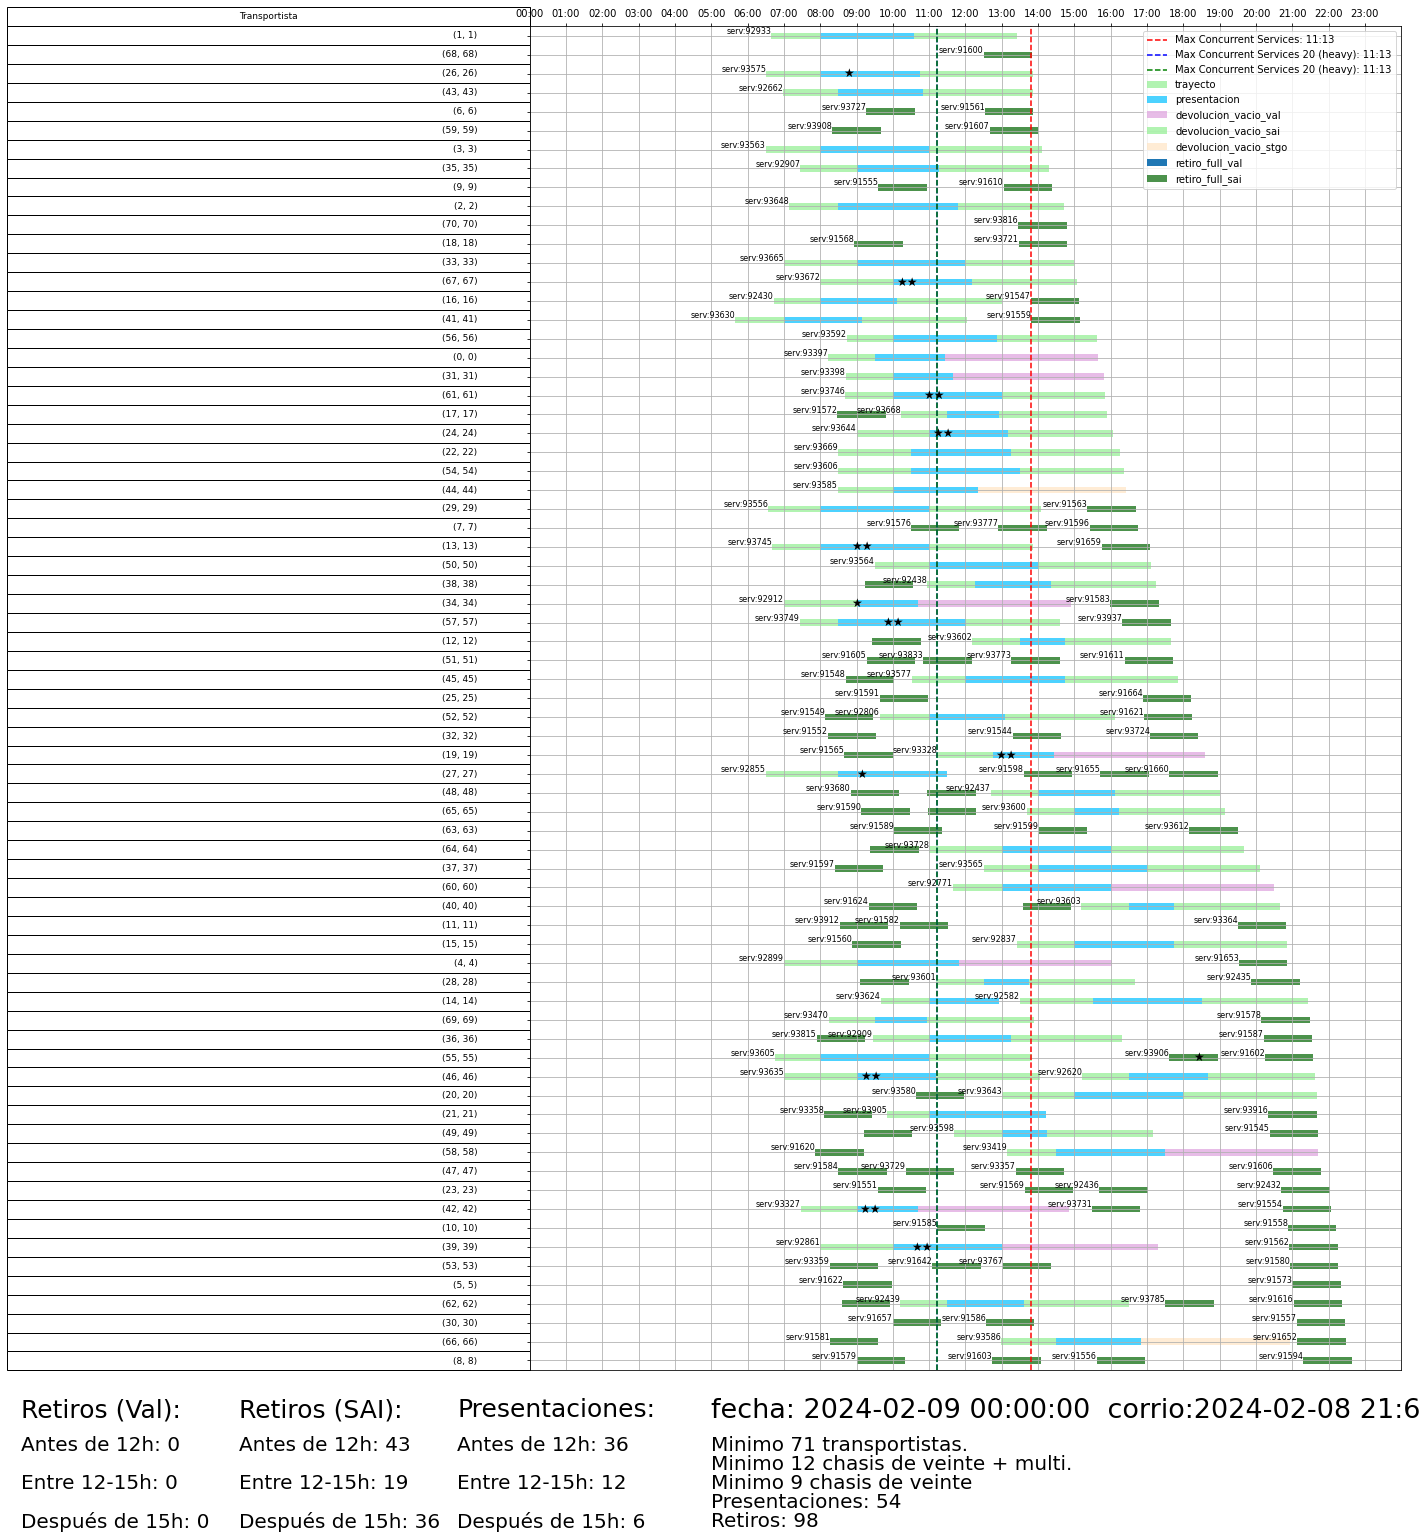 Transportista
00:00 01:00 02:00 03:00 04:00 05:00 06:00 07:00 08:00 09:00 10:00 11:00 12:00 13:00 14:00 15:00 16:00 17:00 18:00 19:00 20:00 21:00 22:00 23:00
Max Concurrent Services: 11:13
Max Concurrent Services 20 (heavy): 11:13
Max Concurrent Services 20 (heavy): 11:13
trayecto
presentacion
devolucion_vacio_val
devolucion_vacio_sai
devolucion_vacio_stgo
retiro_full_val
retiro_full_sai
(1, 1) serv:92933
(68, 68) serv:91600
(26, 26) serv:93575
(43, 43) serv:92662
(6, 6) serv:93727 serv:91561
(59, 59) serv:93908 serv:91607
(3, 3) serv:93563
(35, 35) serv:92907
(9, 9) serv:91555 serv:91610
(2, 2) serv:93648
(70, 70) serv:93816
(18, 18) serv:91568 serv:93721
(33, 33) serv:93665
(67, 67) serv:93672
(16, 16) serv:92430 serv:91547
(41, 41) serv:93630 serv:91559
(56, 56) serv:93592
(0, 0) serv:93397
(31, 31) serv:93398
(61, 61) serv:93746
(17, 17) serv:91572 serv:93668
(24, 24) serv:93644
(22, 22) serv:93669
(54, 54) serv:93606
(44, 44) serv:93585
(29, 29) serv:93556 serv:91563
(7, 7) serv:91576 serv:93777 serv:91596
(13, 13) serv:93745 serv:91659
(50, 50) serv:93564
(38, 38) serv:92438
(34, 34) serv:92912 serv:91583
(57, 57) serv:93749 serv:93937
(12, 12) serv:93602
(51, 51) serv:91605 serv:93833 serv:93773 serv:91611
(45, 45) serv:91548 serv:93577
(25, 25) serv:91591 serv:91664
(52, 52) serv:91549 serv:92806 serv:91621
(32, 32) serv:91552 serv:91544 serv:93724
(19, 19) serv:91565 serv:93328
(27, 27) serv:92855 serv:91598 serv:91655 serv:91660
(48, 48) serv:93680 serv:92437
(65, 65) serv:91590 serv:93600
(63, 63) serv:91589 serv:91599 serv:93612
(64, 64) serv:93728
(37, 37) serv:91597 serv:93565
(60, 60) serv:92771
(40, 40) serv:91624 serv:93603
(11, 11) serv:93912 serv:91582 serv:93364
(15, 15) serv:91560 serv:92837
(4, 4) serv:92899 serv:91653
(28, 28) serv:93601 serv:92435
(14, 14) serv:93624 serv:92582
(69, 69) serv:93470 serv:91578
(36, 36) serv:93815 serv:92909 serv:91587
(55, 55) serv:93605 serv:93906 serv:91602
(46, 46) serv:93635 serv:92620
(20, 20) serv:93580 serv:93643
(21, 21) serv:93358 serv:93905 serv:93916
(49, 49) serv:93598 serv:91545
(58, 58) serv:91620 serv:93419
(47, 47) serv:91584 serv:93729 serv:93357 serv:91606
(23, 23) serv:91551 serv:91569 serv:92436 serv:92432
(42, 42) serv:93327 serv:93731 serv:91554
(10, 10) serv:91585 serv:91558
(39, 39) serv:92861 serv:91562
(53, 53) serv:93359 serv:91642 serv:93767 serv:91580
(5, 5) serv:91622 serv:91573
(62, 62) serv:92439 serv:93785 serv:91616
(30, 30) serv:91657 serv:91586 serv:91557
(66, 66) serv:91581 serv:93586 serv:91652
(8, 8) serv:91579 serv:91603 serv:91556 serv:91594
Retiros (Val):
Antes de 12h: 0
Entre 12-15h: 0
Después de 15h: 0
Retiros (SAI):
Antes de 12h: 43
Entre 12-15h: 19
Después de 15h: 36
Presentaciones:
Antes de 12h: 36
Entre 12-15h: 12
Después de 15h: 6
fecha: 2024-02-09 00:00:00 corrio:2024-02-08 21:6
Minimo 71 transportistas.
Minimo 12 chasis de veinte + multi.
Minimo 9 chasis de veinte
Presentaciones: 54
Retiros: 98